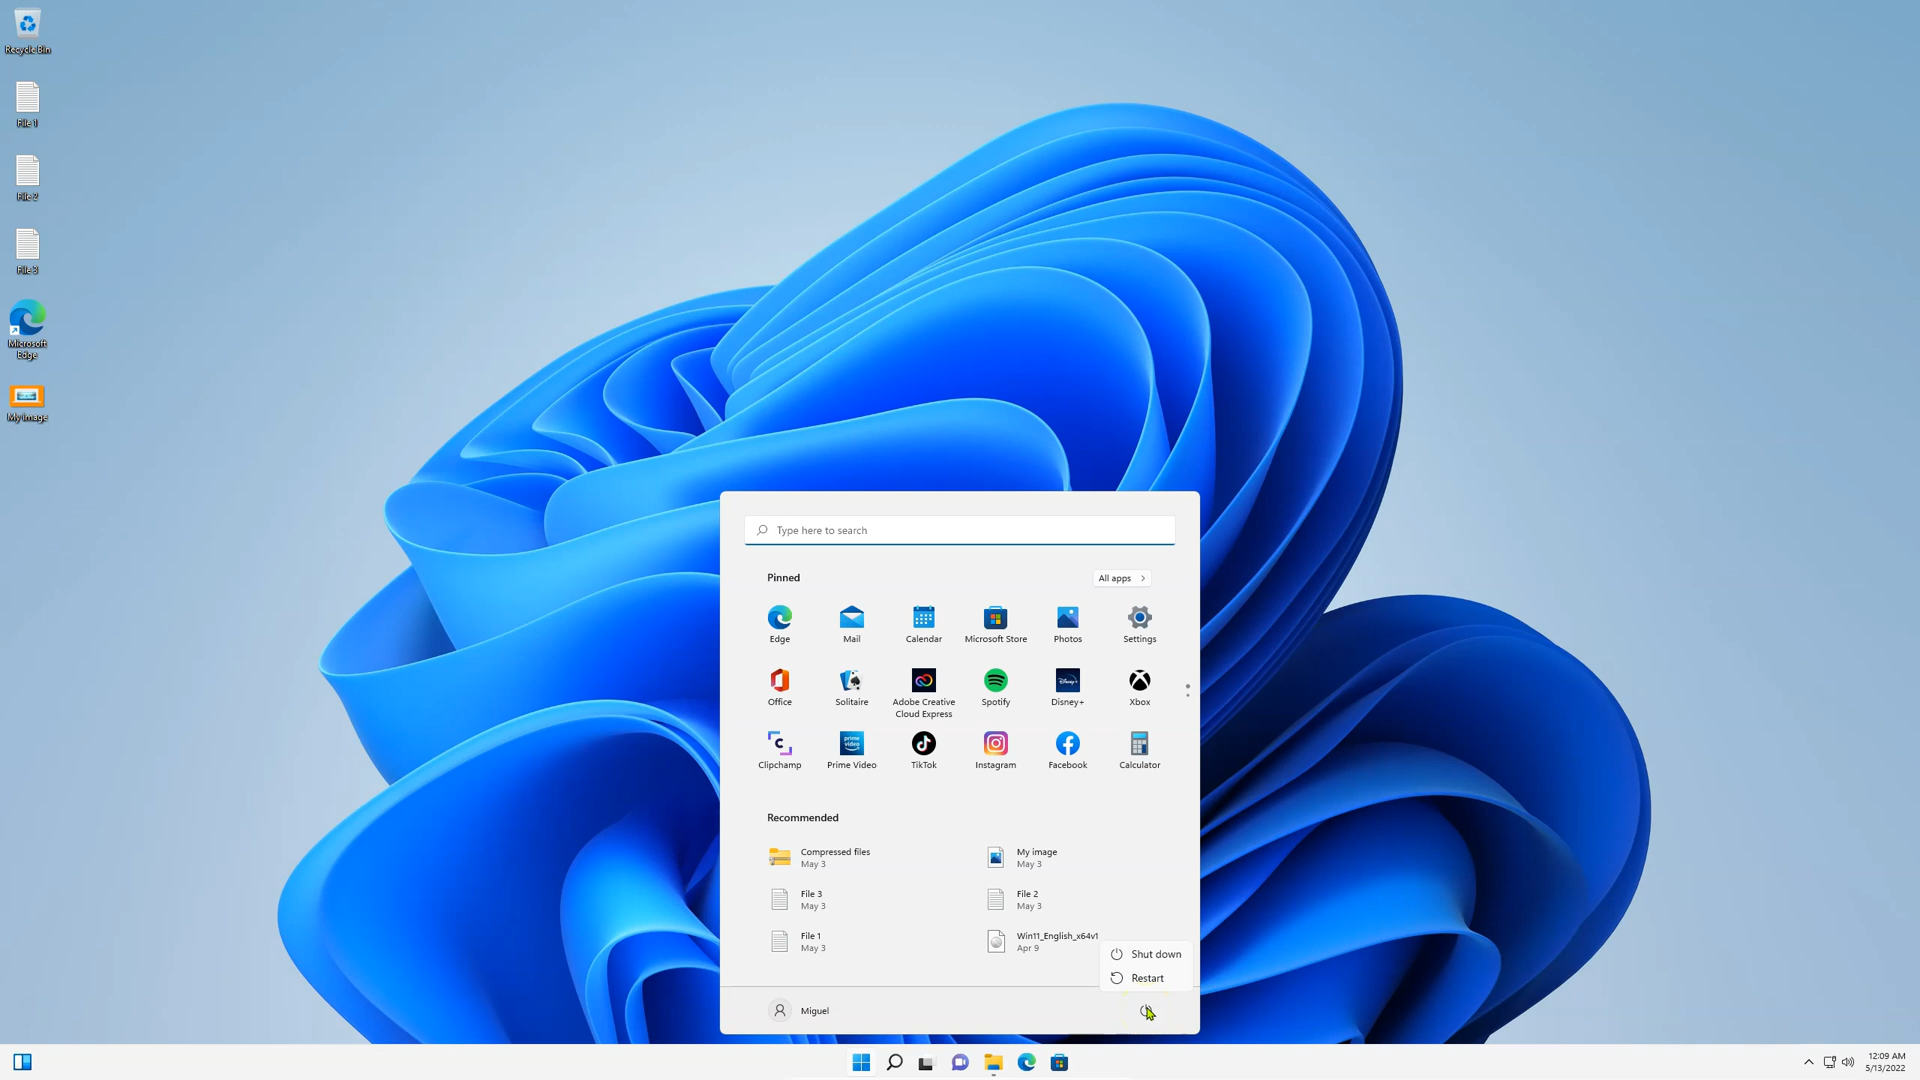 Recycle Bin
File 1
File 2
File 3
Microsoft
Edge
My image
Type here to search
Pinned
All apps
Edge
Mail
Calendar
Microsoft Store
Photos
Settings
Office
Solitaire
Adobe Creative
Cloud Express
Spotify
Disney+
Disney+
Xbox
Clipchamp
prime
video
Prime Video
TikTok
Instagram
Facebook
Calculator
Recommended
Compressed files
May 3
My image
May 3
File 3
May 3
File 2
May 3
File 1
May 3
Win11_English_x64v1
Apr 9
Shut down
Restart
Miguel
12:09 AM
5/13/2022